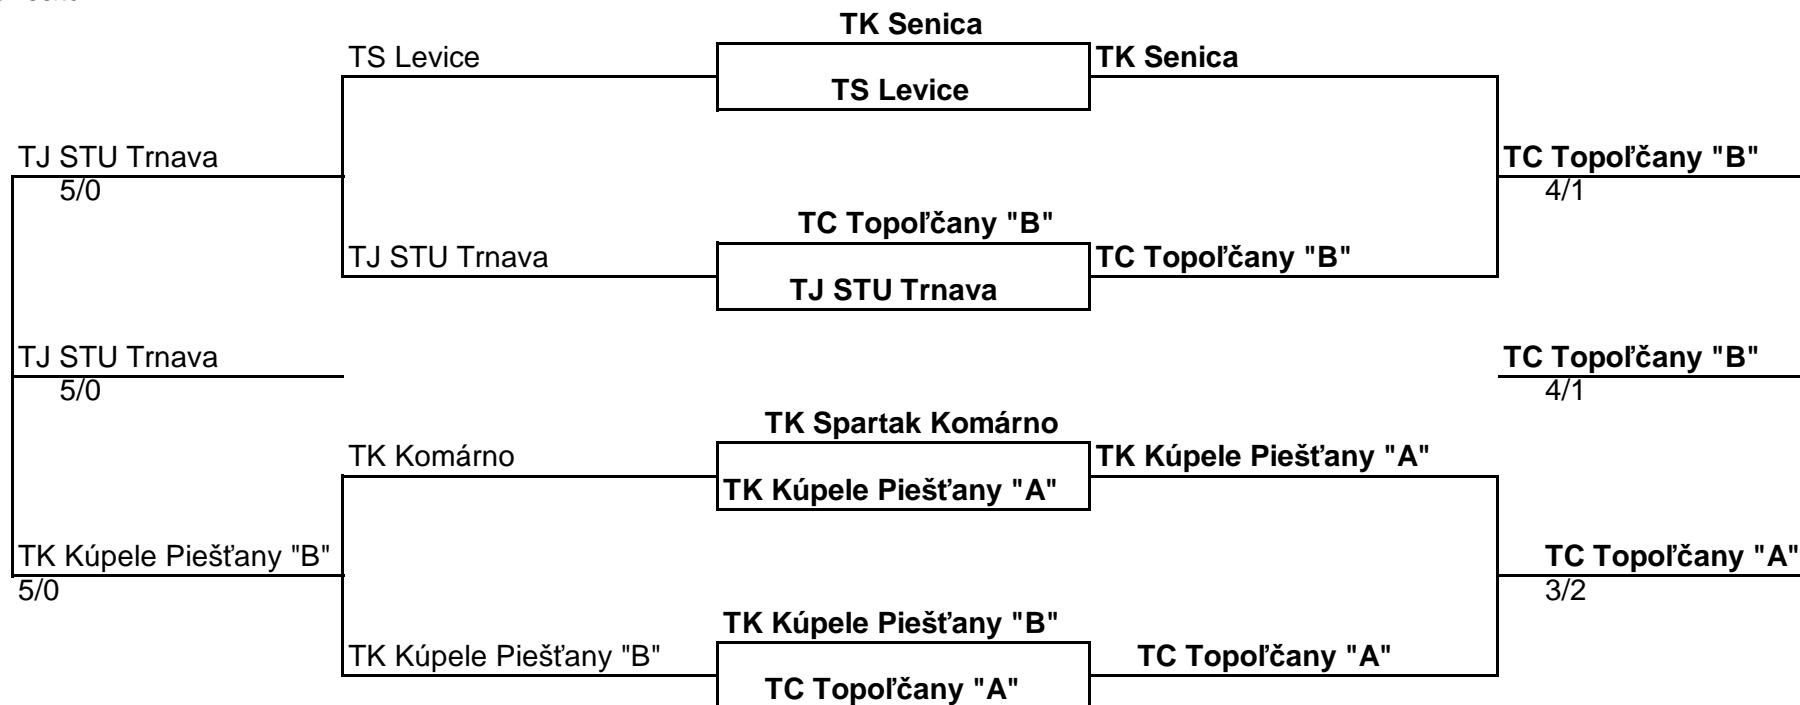 TK Senica
TS Levice
TK Senica
TS Levice
TJ STU Trnava
TC Topoľčany "B"
5/0
4/1
TC Topoľčany "B"
TJ STU Trnava
TC Topoľčany "B"
TJ STU Trnava
TJ STU Trnava
TC Topoľčany "B"
5/0
4/1
TK Spartak Komárno
TK Komárno
TK Kúpele Piešťany "A"
TK Kúpele Piešťany "A"
TK Kúpele Piešťany "B"
TC Topoľčany "A"
5/0
3/2
TK Kúpele Piešťany "B"
TK Kúpele Piešťany "B"
TC Topoľčany "A"
TC Topoľčany "A"